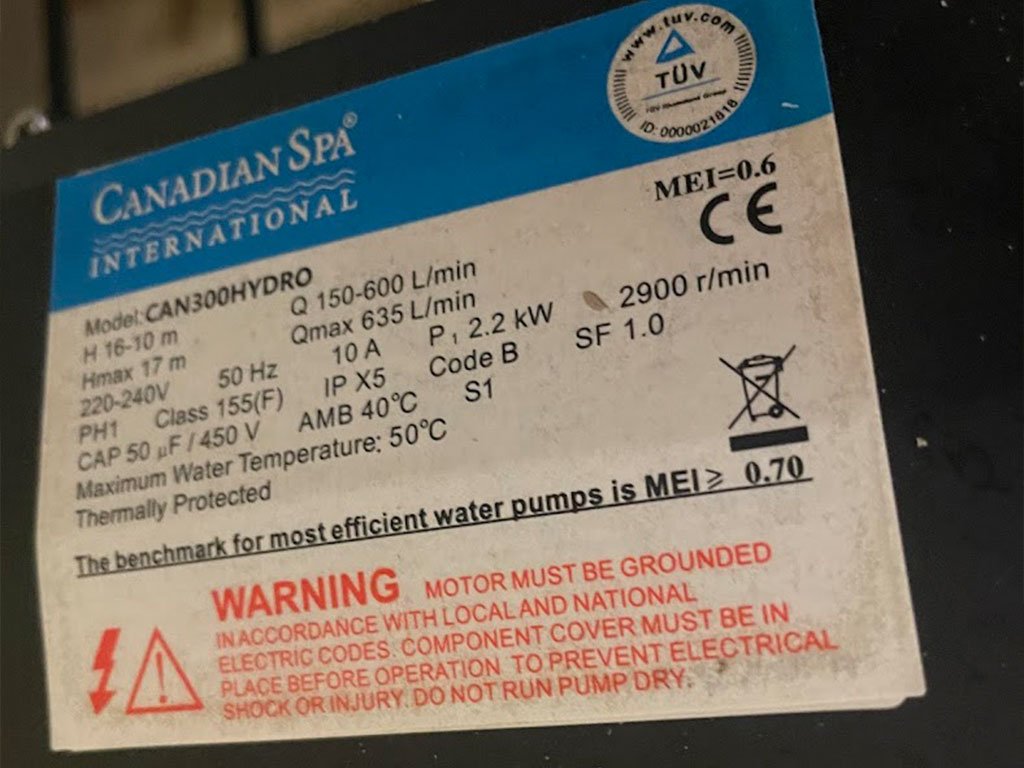 www.tuv.com
TÜV
TÜV Rheinland Group
ID: 0000021818
CANADIAN SPA®
INTERNATIONAL
MEI=0.6
CE
Model: CAN300HYDRO
H 16-10 m Q 150-600 L/min
Hmax 17 m Qmax 635 L/min
220-240V 50 Hz 10 A P1 2.2 kW 2900 r/min
PH1 Class 155(F) IP X5 Code B SF 1.0
CAP 50 µF / 450 V AMB 40°C S1
Maximum Water Temperature: 50°C
Thermally Protected
The benchmark for most efficient water pumps is MEI ≥ 0.70
WARNING MOTOR MUST BE GROUNDED
IN ACCORDANCE WITH LOCAL AND NATIONAL
ELECTRIC CODES. COMPONENT COVER MUST BE IN
PLACE BEFORE OPERATION TO PREVENT ELECTRICAL
SHOCK OR INJURY. DO NOT RUN PUMP DRY.